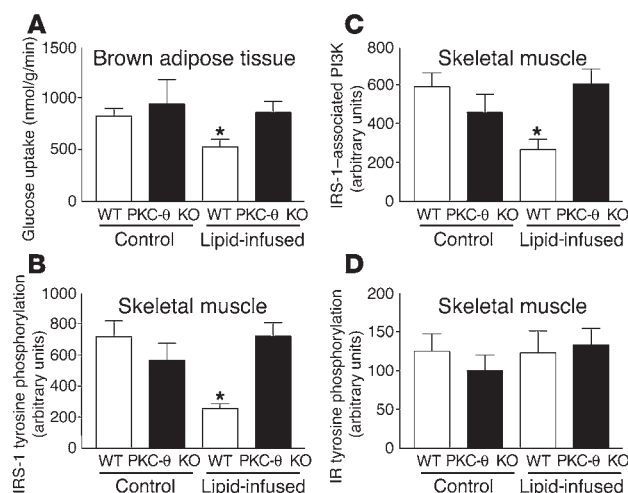 A
Brown adipose tissue
Glucose uptake (nmol/g/min)
1500
1000
500
0
*
WT PKC-θ KO WT PKC-θ KO
Control Lipid-infused
B
Skeletal muscle
IRS-1 tyrosine phosphorylation
(arbitrary units)
1000
800
600
400
200
0
*
WT PKC-θ KO WT PKC-θ KO
Control Lipid-infused
C
Skeletal muscle
IRS-1–associated PI3K
(arbitrary units)
800
600
400
200
0
*
WT PKC-θ KO WT PKC-θ KO
Control Lipid-infused
D
Skeletal muscle
IR tyrosine phosphorylation
(arbitrary units)
200
150
100
50
0
WT PKC-θ KO WT PKC-θ KO
Control Lipid-infused